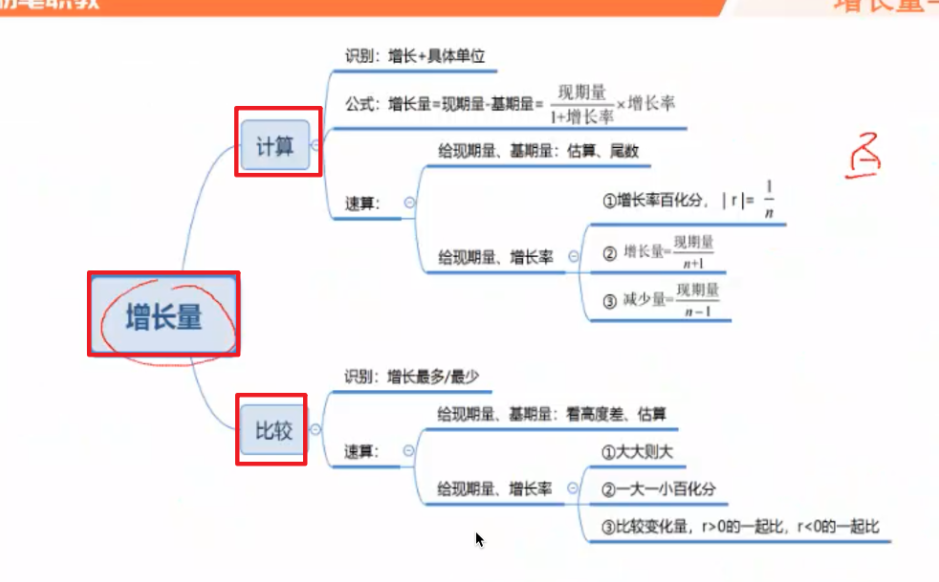 增长量
识别：增长+具体单位
公式：增长量=现期量-基期量= 现期量/1+增长率 ×增长率
计算
给现期量、基期量：估算、尾数
速算：
①增长率百化分，|r|= 1/n
给现期量、增长率
② 增长量=现期量/n+1
③ 减少量=现期量/n−1
增长量
识别：增长最多/最少
给现期量、基期量：看高度差、估算
比较
速算：
①大大则大
给现期量、增长率
②一大一小百化分
③比较变化量，r>0的一起比，r<0的一起比